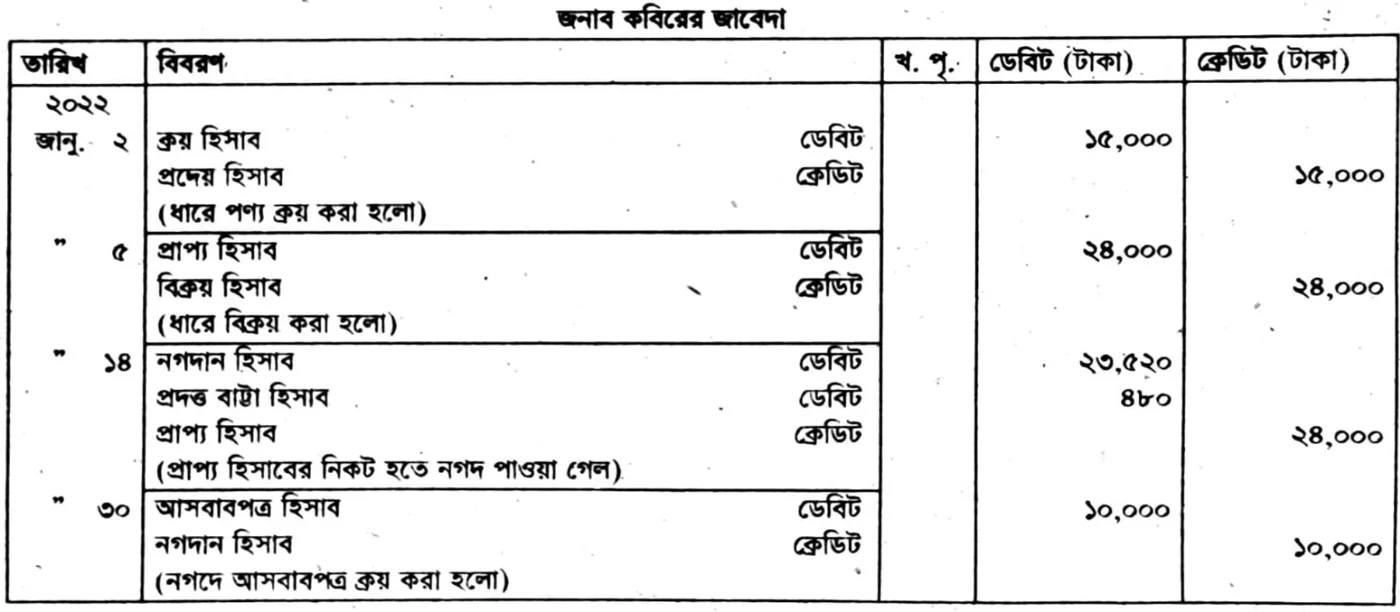 জনাব কবিরের জাবেদা
তারিখ বিবরণ খ. পৃ. ডেবিট (টাকা) ক্রেডিট (টাকা)
২০২২
জানু. ২ ক্রয় হিসাব ডেবিট ১৫,০০০
প্রদেয় হিসাব ক্রেডিট ১৫,০০০
(ধারে পণ্য ক্রয় করা হলো)
” ৫ প্রাপ্য হিসাব ডেবিট ২৪,০০০
বিক্রয় হিসাব ক্রেডিট ২৪,০০০
(ধারে বিক্রয় করা হলো)
” ১৪ নগদান হিসাব ডেবিট ২৩,৫২০
প্রদত্ত বাট্টা হিসাব ডেবিট ৪৮০
প্রাপ্য হিসাব ক্রেডিট ২৪,০০০
(প্রাপ্য হিসাবের নিকট হতে নগদ পাওয়া গেল)
” ৩০ আসবাবপত্র হিসাব ডেবিট ১০,০০০
নগদান হিসাব ক্রেডিট ১০,০০০
(নগদে আসবাবপত্র ক্রয় করা হলো)